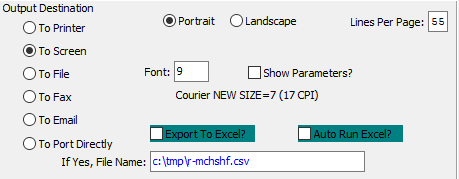 Output Destination
To Printer
Portrait
Landscape
Lines Per Page: 55
To Screen
To File
Font: 9
Show Parameters?
To Fax
Courier NEW SIZE=7 (17 CPI)
To Email
To Port Directly
Export To Excel?
Auto Run Excel?
If Yes, File Name: c:\tmp\r-mchshf.csv